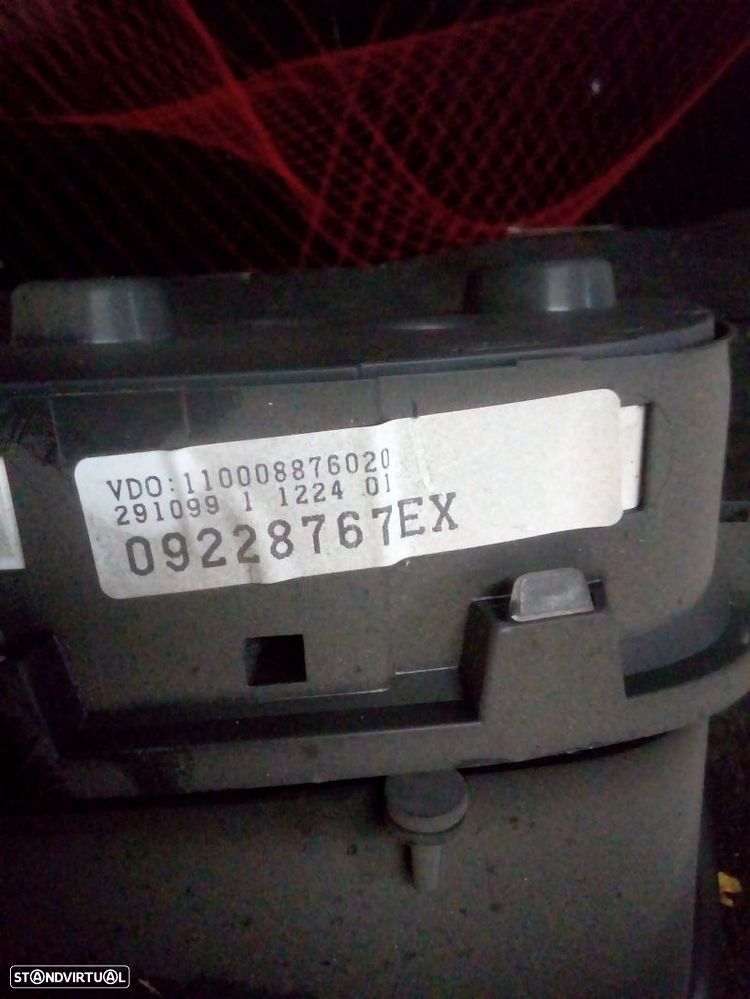 VDO:110008876020
291099 1 1224 01
09228767EX
STANDVIRTUAL